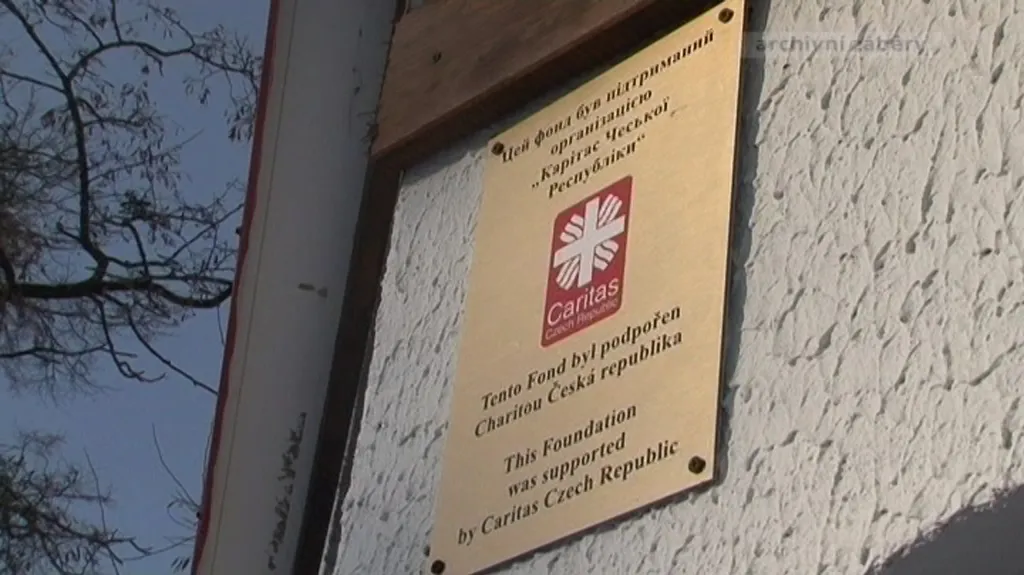 archivní záběry
Цей фонд був підтриманий
організацією
„Карітас Чеської
Республіки“
Caritas
Czech Republic
Tento Fond byl podpořen
Charitou Česká republika
This Foundation
was supported
by Caritas Czech Republic